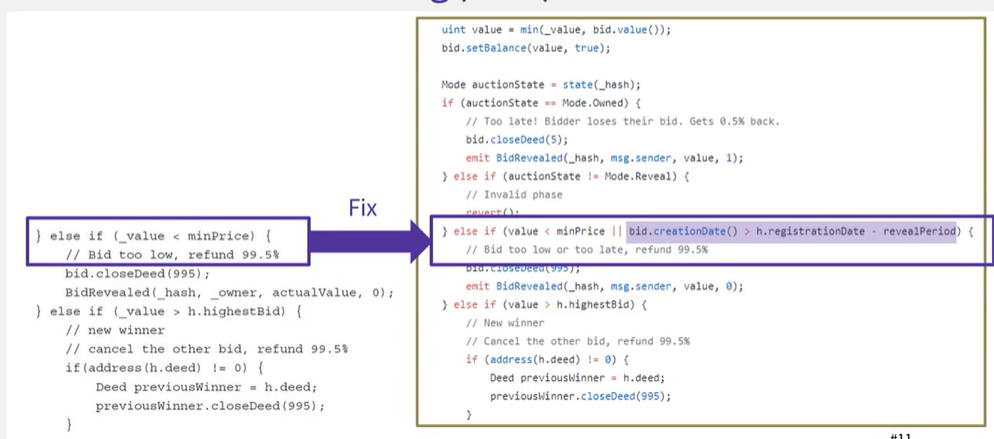 } else if (_value < minPrice) {
// Bid too low, refund 99.5%
bid.closeDeed(995);
BidRevealed(_hash, _owner, actualValue, 0);
} else if (_value > h.highestBid) {
// new winner
// cancel the other bid, refund 99.5%
if(address(h.deed) != 0) {
Deed previousWinner = h.deed;
previousWinner.closeDeed(995);
}
Fix
uint value = min(_value, bid.value());
bid.setBalance(value, true);
Mode auctionState = state(_hash);
if (auctionState == Mode.Owned) {
// Too late! Bidder loses their bid. Gets 0.5% back.
bid.closeDeed(5);
emit BidRevealed(_hash, msg.sender, value, 1);
} else if (auctionState != Mode.Reveal) {
// Invalid phase
revert();
} else if (value < minPrice || bid.creationDate() > h.registrationDate - revealPeriod) {
// Bid too low or too late, refund 99.5%
bid.closeDeed(995);
emit BidRevealed(_hash, msg.sender, value, 0);
} else if (value > h.highestBid) {
// New winner
// Cancel the other bid, refund 99.5%
if (address(h.deed) != 0) {
Deed previousWinner = h.deed;
previousWinner.closeDeed(995);
}